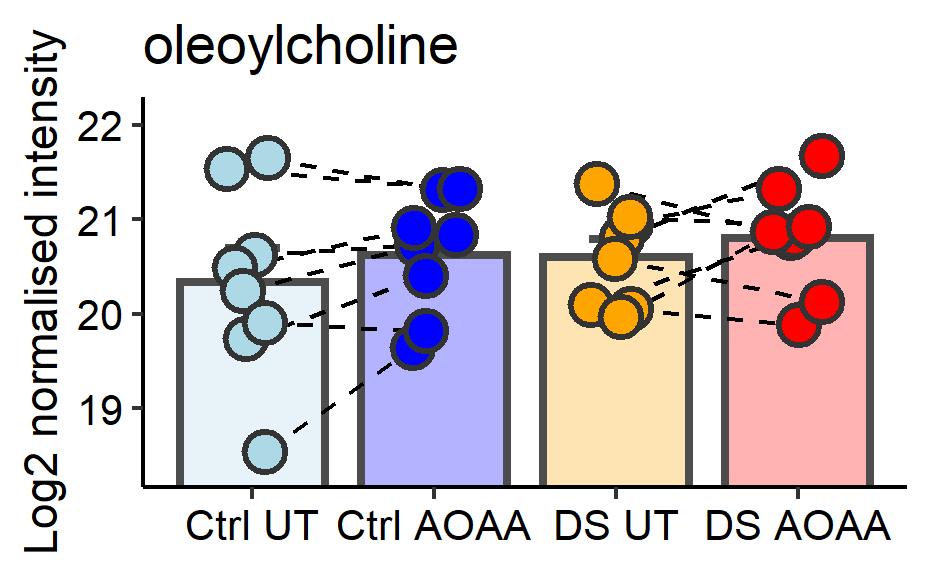 oleoylcholine
Log2 normalised intensity
22
21
20
19
Ctrl UT
Ctrl AOAA
DS UT
DS AOAA